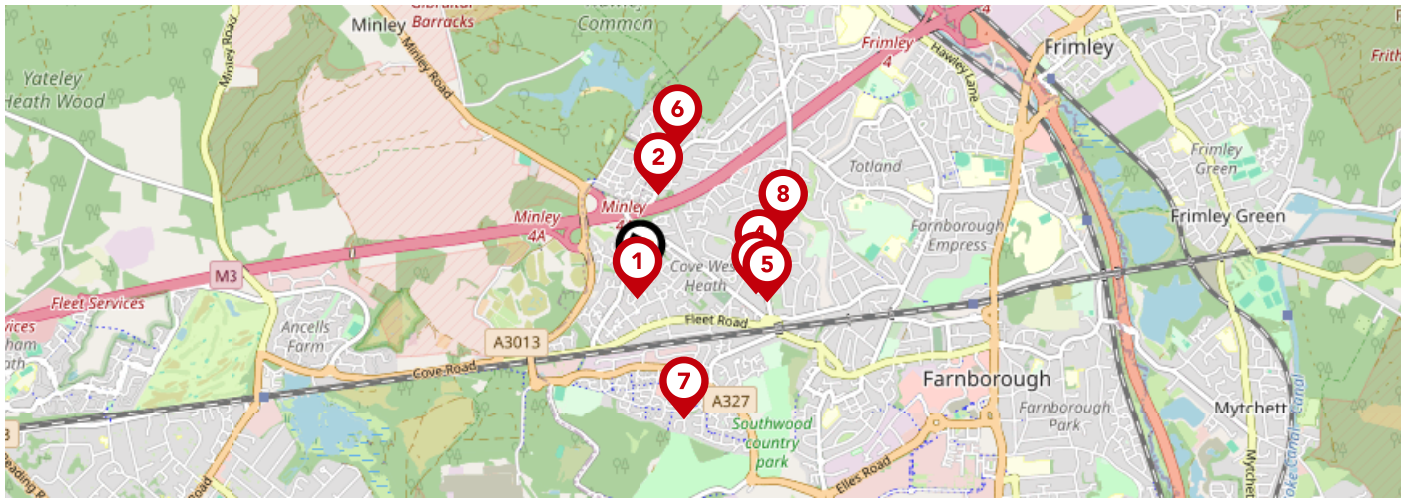 Gibraltar
Barracks
Minley
Common
Minley Road
Minley Road
Yateley
Heath Wood
Frimley
4
Hawley Lane
Frimley
Frimley
Green
Totland
6
2
8
4
5
1
7
Minley
Minley
4A
Cove West
Heath
Farnborough
Empress
Frimley Green
M3
Fleet Services
Ancells
Farm
Fleet Road
A3013
Cove Road
A327
Farnborough
Farnborough
Park
Mytchett
Southwood
country
park
Elles Road